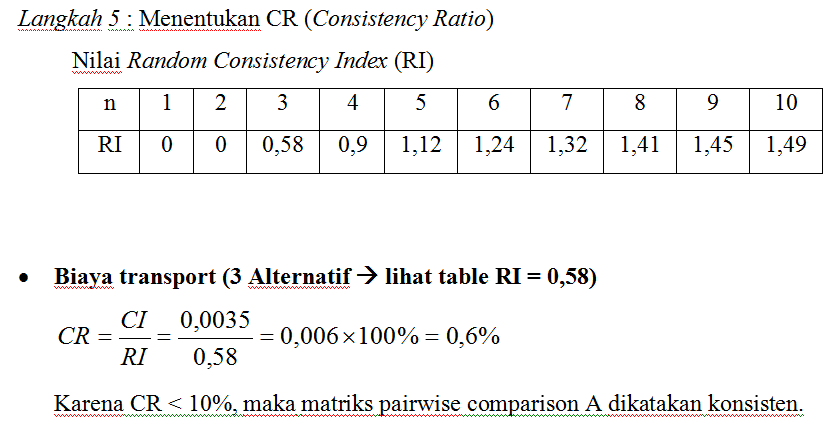 Langkah 5 : Menentukan CR (Consistency Ratio)
Nilai Random Consistency Index (RI)
n 1 2 3 4 5 6 7 8 9 10
RI 0 0 0,58 0,9 1,12 1,24 1,32 1,41 1,45 1,49
• Biaya transport (3 Alternatif → lihat table RI = 0,58)
CR = CI/RI = 0,0035/0,58 = 0,006 × 100% = 0,6%
Karena CR < 10%, maka matriks pairwise comparison A dikatakan konsisten.